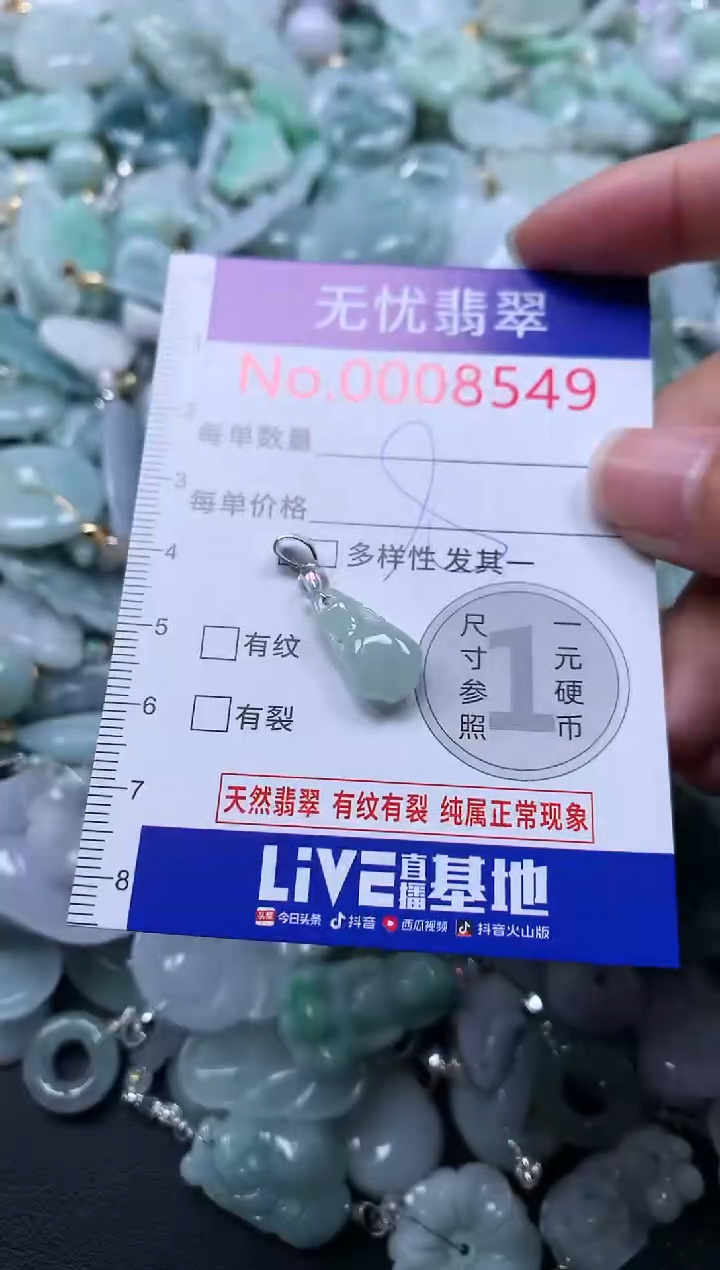 无忧翡翠
No.0008549
1
2
每单数量
3
每单价格
4
多样性 发其一
5
有纹
6
有裂
尺寸参照
1
一元硬币
7
天然翡翠 有纹有裂 纯属正常现象
8
LiVE直播基地
头条 今日头条 抖音 西瓜视频 抖音火山版